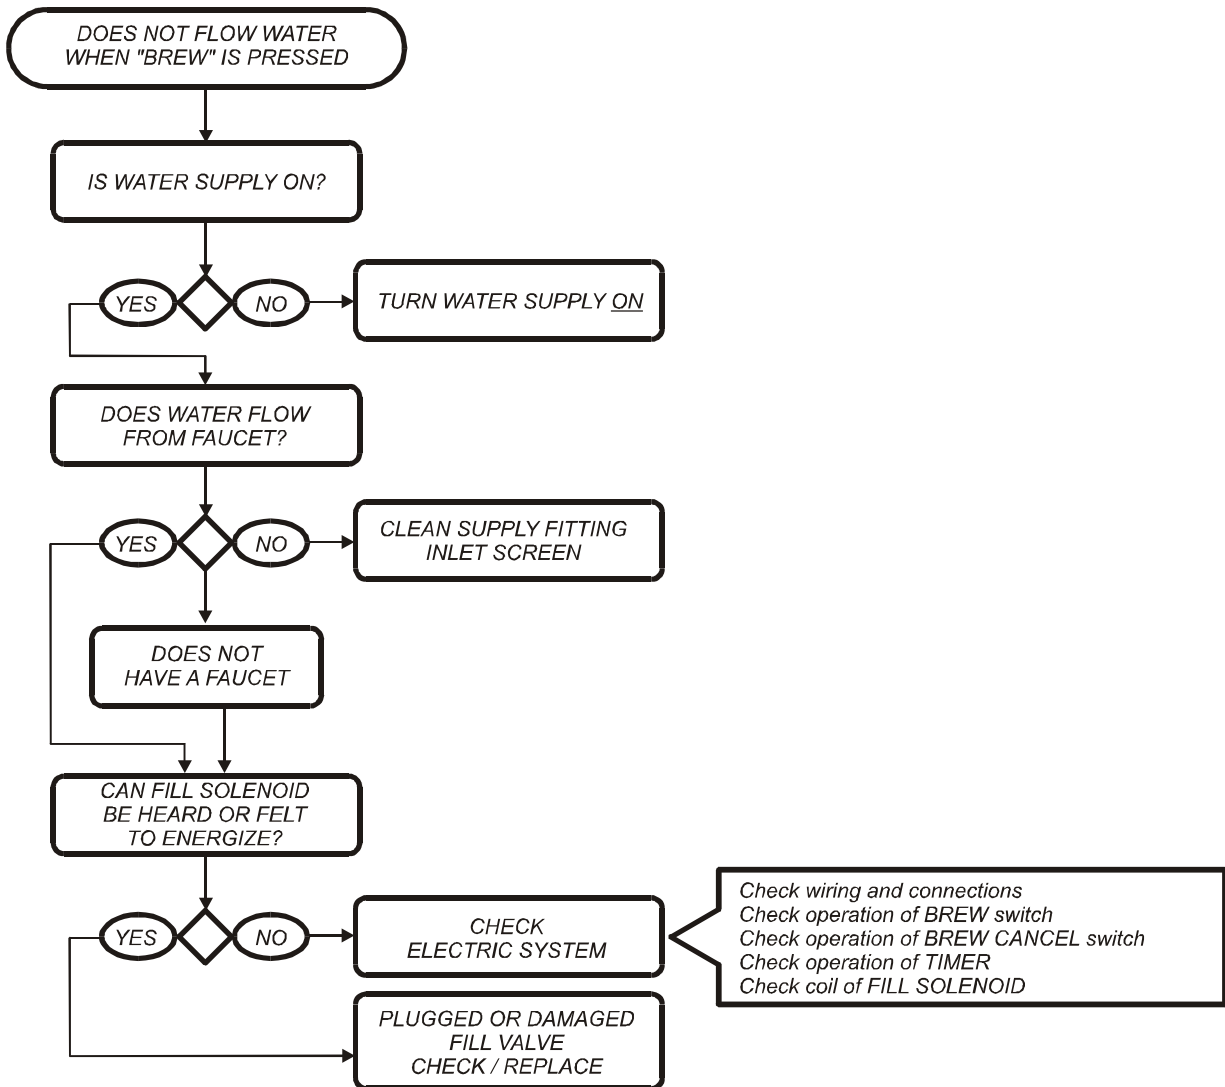 DOES NOT FLOW WATER
WHEN "BREW" IS PRESSED
IS WATER SUPPLY ON?
YES
NO
TURN WATER SUPPLY ON
DOES WATER FLOW
FROM FAUCET?
YES
NO
CLEAN SUPPLY FITTING
INLET SCREEN
DOES NOT
HAVE A FAUCET
CAN FILL SOLENOID
BE HEARD OR FELT
TO ENERGIZE?
YES
NO
CHECK
ELECTRIC SYSTEM
Check wiring and connections
Check operation of BREW switch
Check operation of BREW CANCEL switch
Check operation of TIMER
Check coil of FILL SOLENOID
PLUGGED OR DAMAGED
FILL VALVE
CHECK / REPLACE